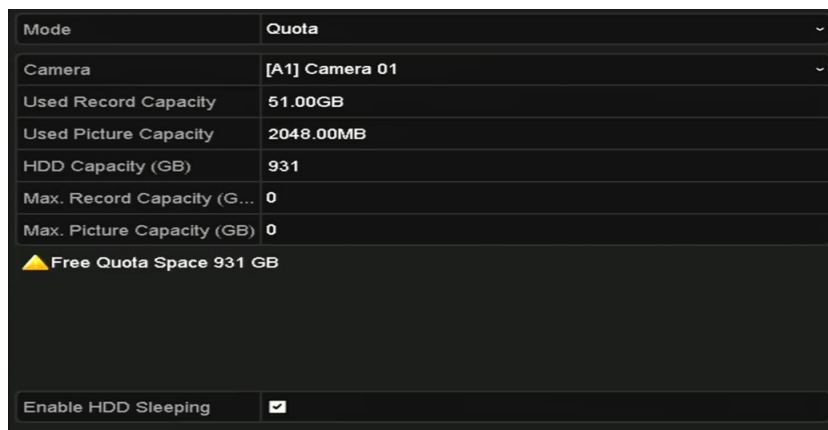 Mode Quota
Camera [A1] Camera 01
Used Record Capacity 51.00GB
Used Picture Capacity 2048.00MB
HDD Capacity (GB) 931
Max. Record Capacity (G... 0
Max. Picture Capacity (GB) 0
Free Quota Space 931 GB
Enable HDD Sleeping